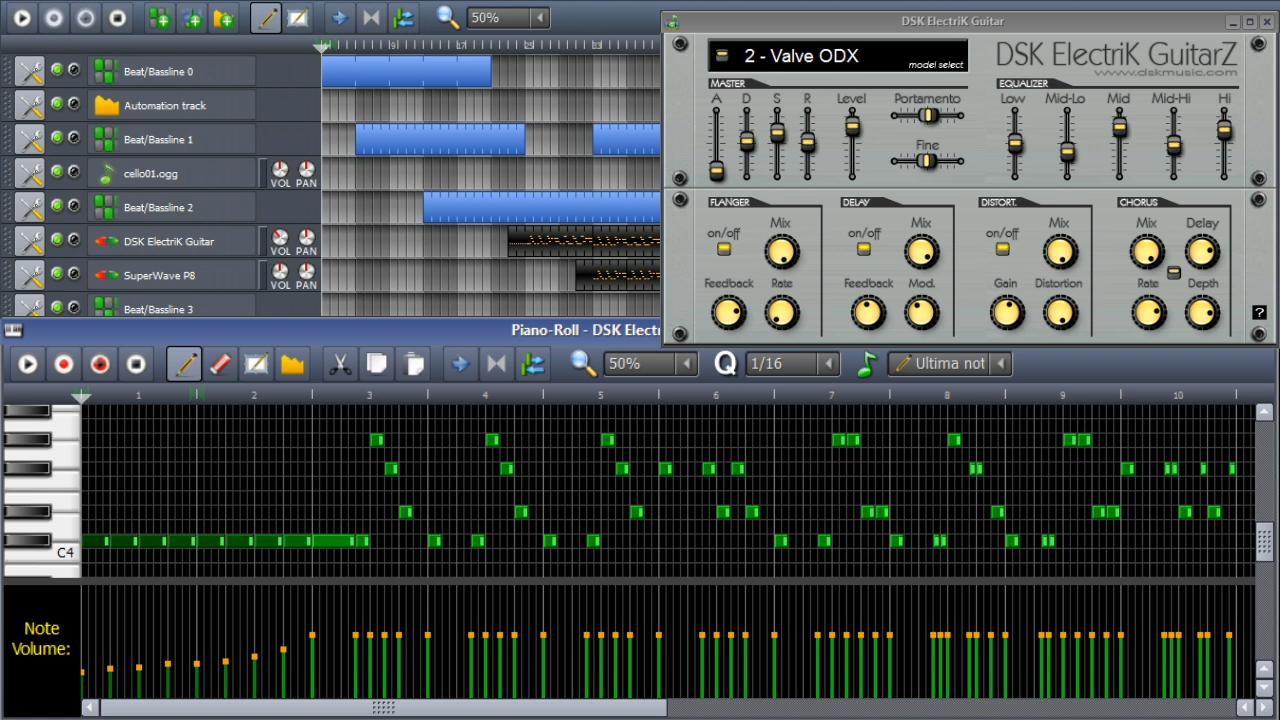 50%
DSK ElectriK Guitar
9 17 25 33
Beat/Bassline 0
Automation track
Beat/Bassline 1
cello01.ogg
VOL PAN
Beat/Bassline 2
DSK ElectriK Guitar
VOL PAN
SuperWave P8
VOL PAN
Beat/Bassline 3
2 - Valve ODX
model select
DSK ElectriK GuitarZ
www.dskmusic.com
MASTER
A D S R Level Portamento
Fine
EQUALIZER
Low Mid-Lo Mid Mid-Hi Hi
FLANGER
on/off Mix
Feedback Rate
DELAY
on/off Mix
Feedback Mod.
DISTORT.
on/off Mix
Gain Distortion
CHORUS
Mix Delay
Rate Depth
?
Piano-Roll - DSK Electr
50% Q 1/16 Ultima not
1 2 3 4 5 6 7 8 9 10
C4
Note
Volume: